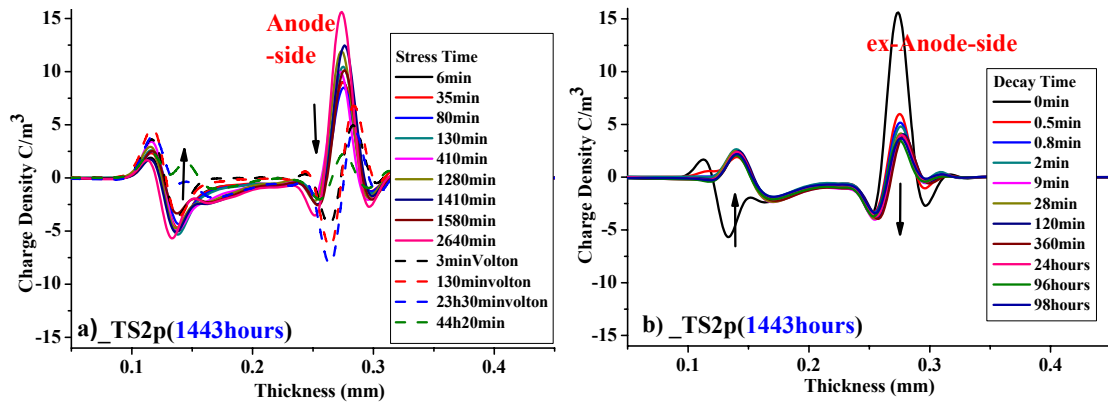 Charge Density C/m³
15
10
5
0
-5
-10
-15
Anode
-side
Stress Time
6min
35min
80min
130min
410min
1280min
1410min
1580min
2640min
3minVolton
130minvolton
23h30minvolton
44h20min
a)_TS2p(1443hours)
0.1
0.2
0.3
0.4
Thickness (mm)
Charge Density C/m³
15
10
5
0
-5
-10
-15
ex-Anode-side
Decay Time
0min
0.5min
0.8min
2min
9min
28min
120min
360min
24hours
96hours
98hours
b)_TS2p(1443hours)
0.1
0.2
0.3
0.4
Thickness (mm)